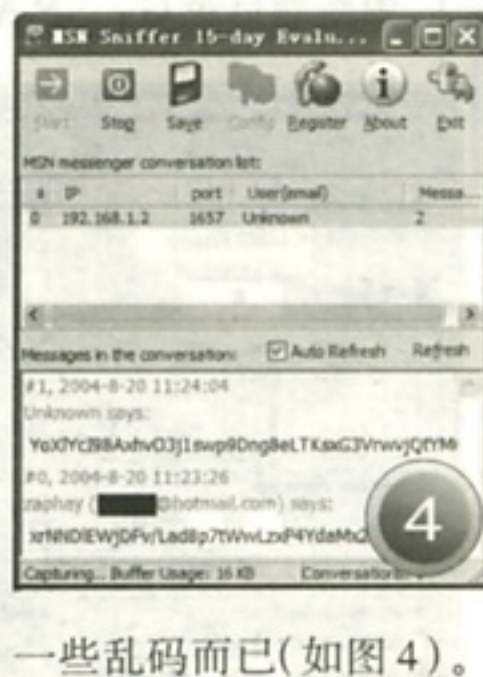 MSN Sniffer 15-day Evalu...
Start Stop Save Config Register About Exit
MSN messenger conversation list:
# IP port User(email) Messa...
0 192.168.1.2 1657 Unknown 2
Messages in the conversation: Auto Refresh Refresh
#1, 2004-8-20 11:24:04
Unknown says:
#0, 2004-8-20 11:23:26
zaphay ( @hotmail.com) says:
4
Capturing... Buffer Usage: 16 KB
一些乱码而已(如图4)。